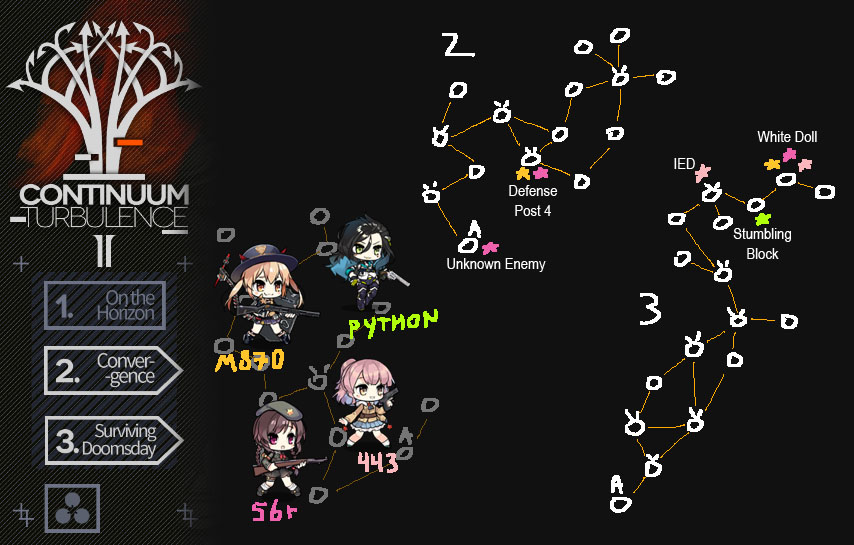 CONTINUUM
TURBULENCE
II
1. On the
Horizon
2. Conver-
-gence
3. Surviving
Doomsday
2
Defense
Post 4
A
Unknown Enemy
M870
PYTHON
56r
443
A
3
IED
White Doll
Stumbling
Block
A